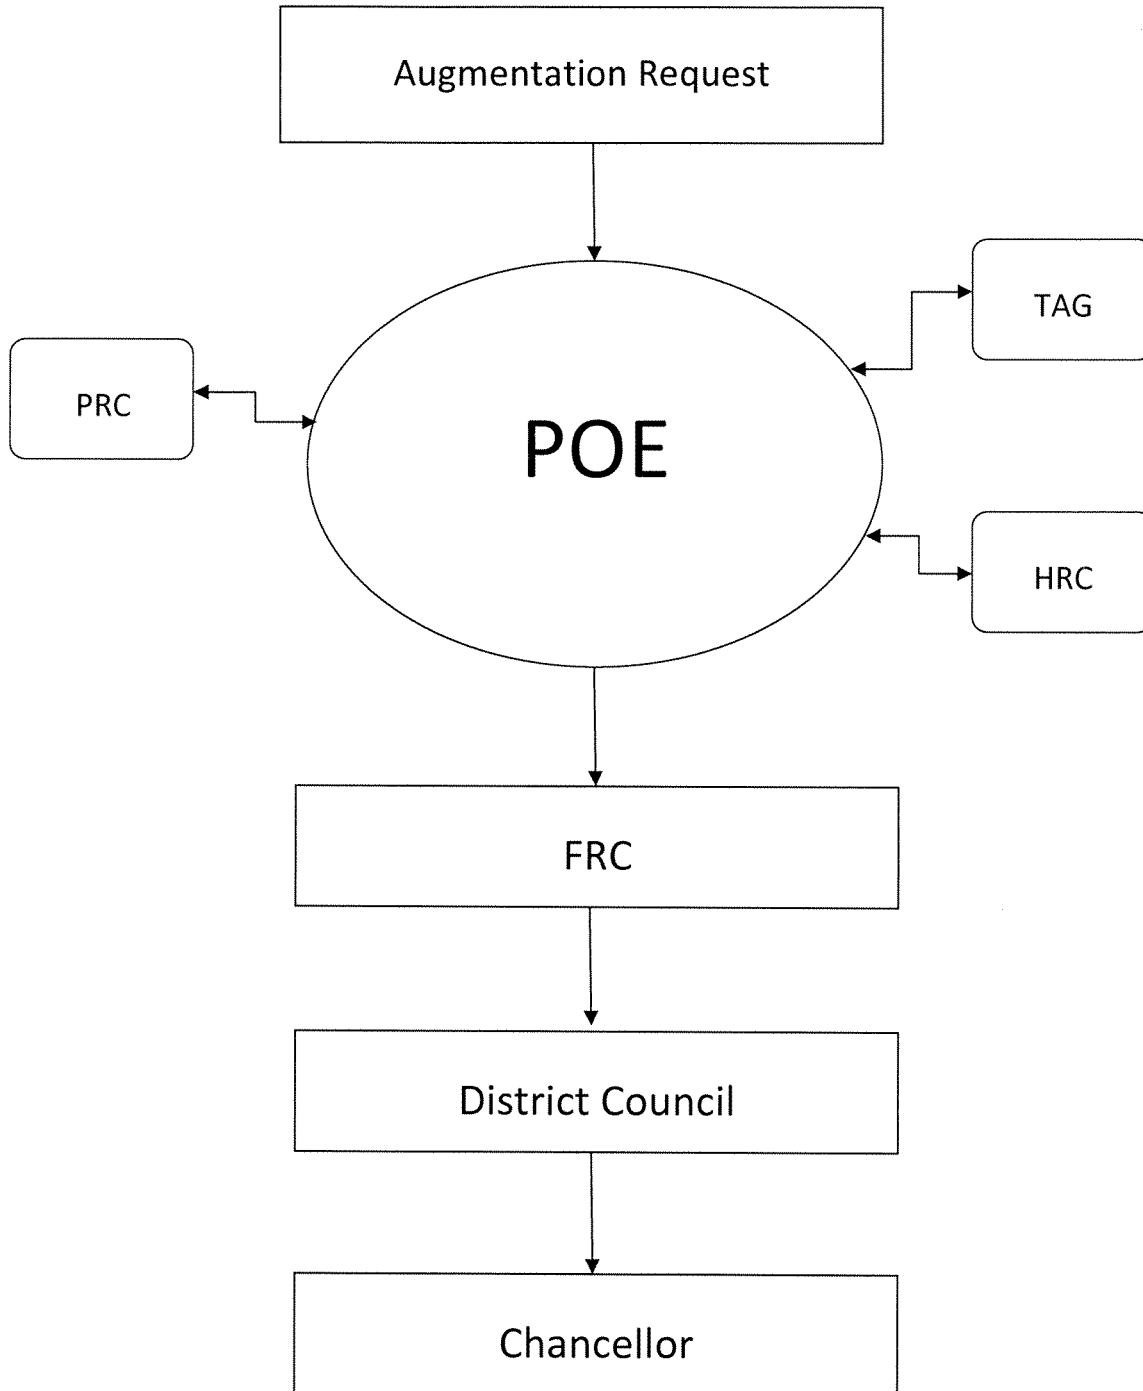 Augmentation Request
TAG
PRC
POE
HRC
FRC
District Council
Chancellor